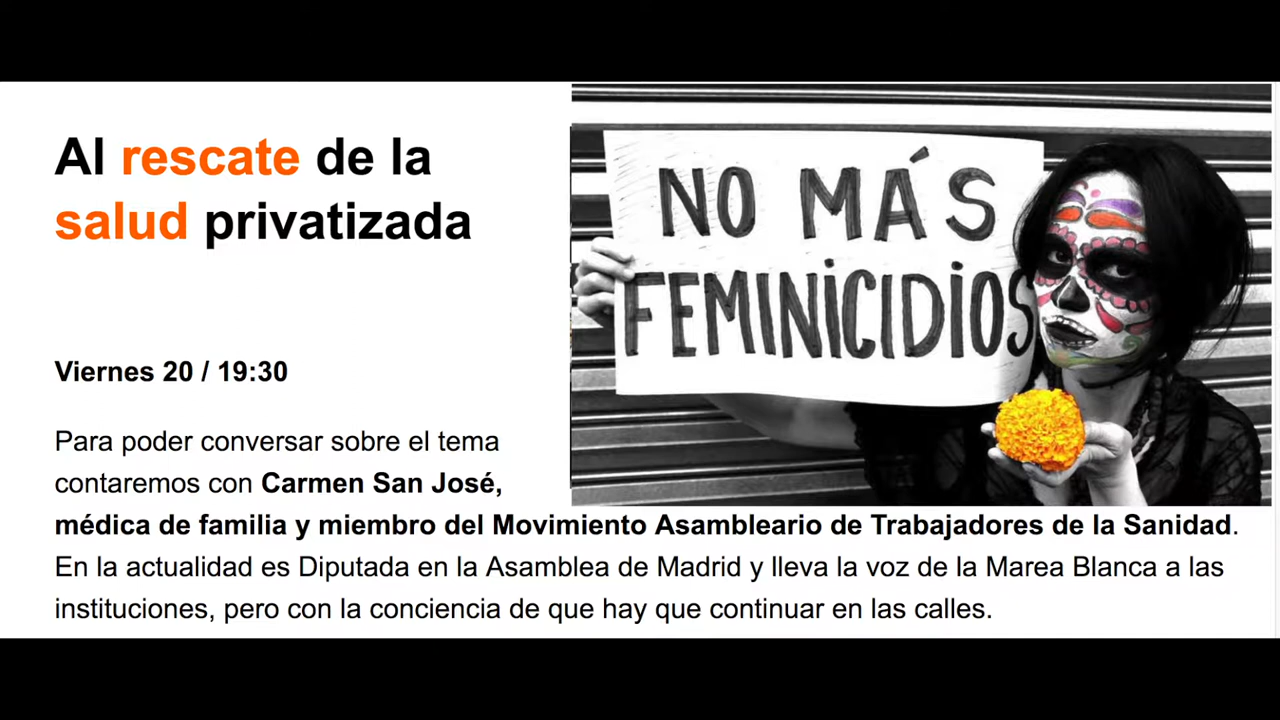 Al rescate de la
salud privatizada
NO MÁS
FEMINICIDIOS
Viernes 20 / 19:30
Para poder conversar sobre el tema
contaremos con Carmen San José,
médica de familia y miembro del Movimiento Asambleario de Trabajadores de la Sanidad.
En la actualidad es Diputada en la Asamblea de Madrid y lleva la voz de la Marea Blanca a las
instituciones, pero con la conciencia de que hay que continuar en las calles.